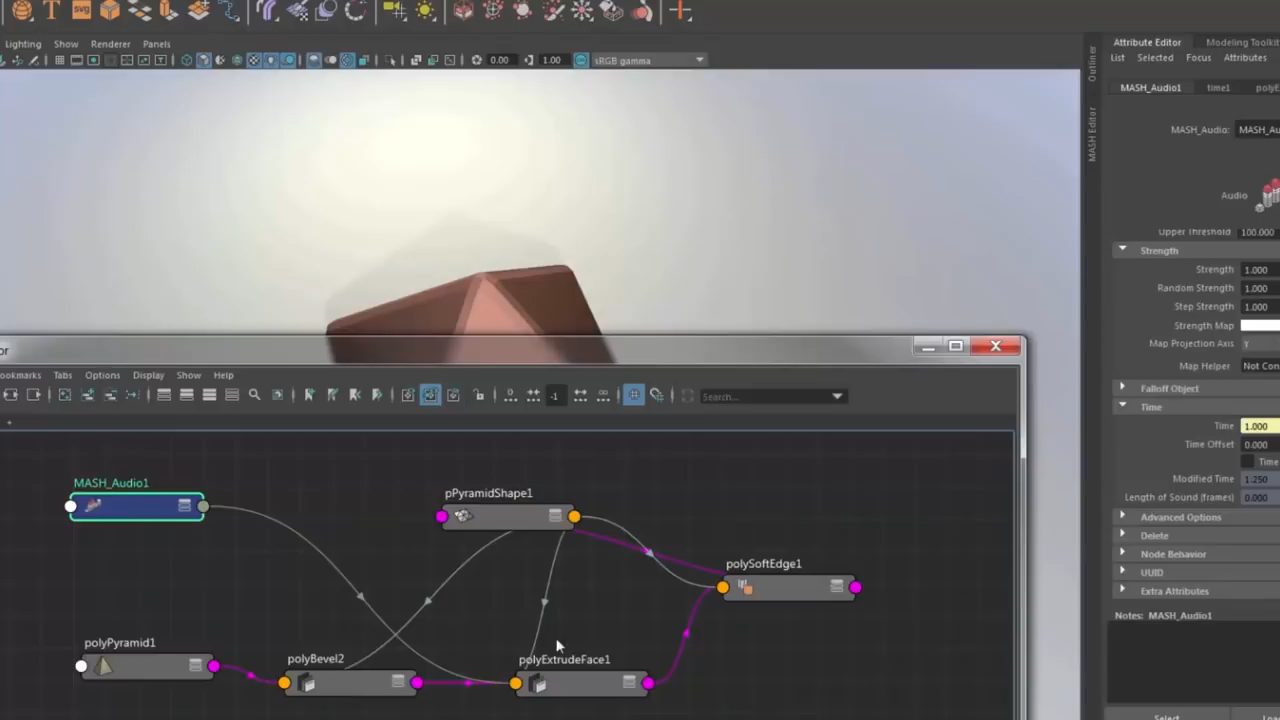 svg
Lighting Show Renderer Panels
0.00 1.00 sRGB gamma
Attribute Editor Modeling Toolkit
List Selected Focus Attributes
Outliner
MASH Editor
MASH_Audio1 time1
MASH_Audio:
Audio
Upper Threshold 100.000
Strength
Strength 1.000
Random Strength 1.000
Step Strength 1.000
Strength Map
Map Projection Axis y
Map Helper
Falloff Object
Time
Time 1.000
Time Offset 0.000
Time
Modified Time 1.250
Length of Sound (frames) 0.000
Advanced Options
Delete
Node Behavior
UUID
Extra Attributes
Notes: MASH_Audio1
Select
Tabs Options Display Show Help
-1 Search...
MASH_Audio1
pPyramidShape1
polySoftEdge1
polyPyramid1
polyBevel2
polyExtrudeFace1